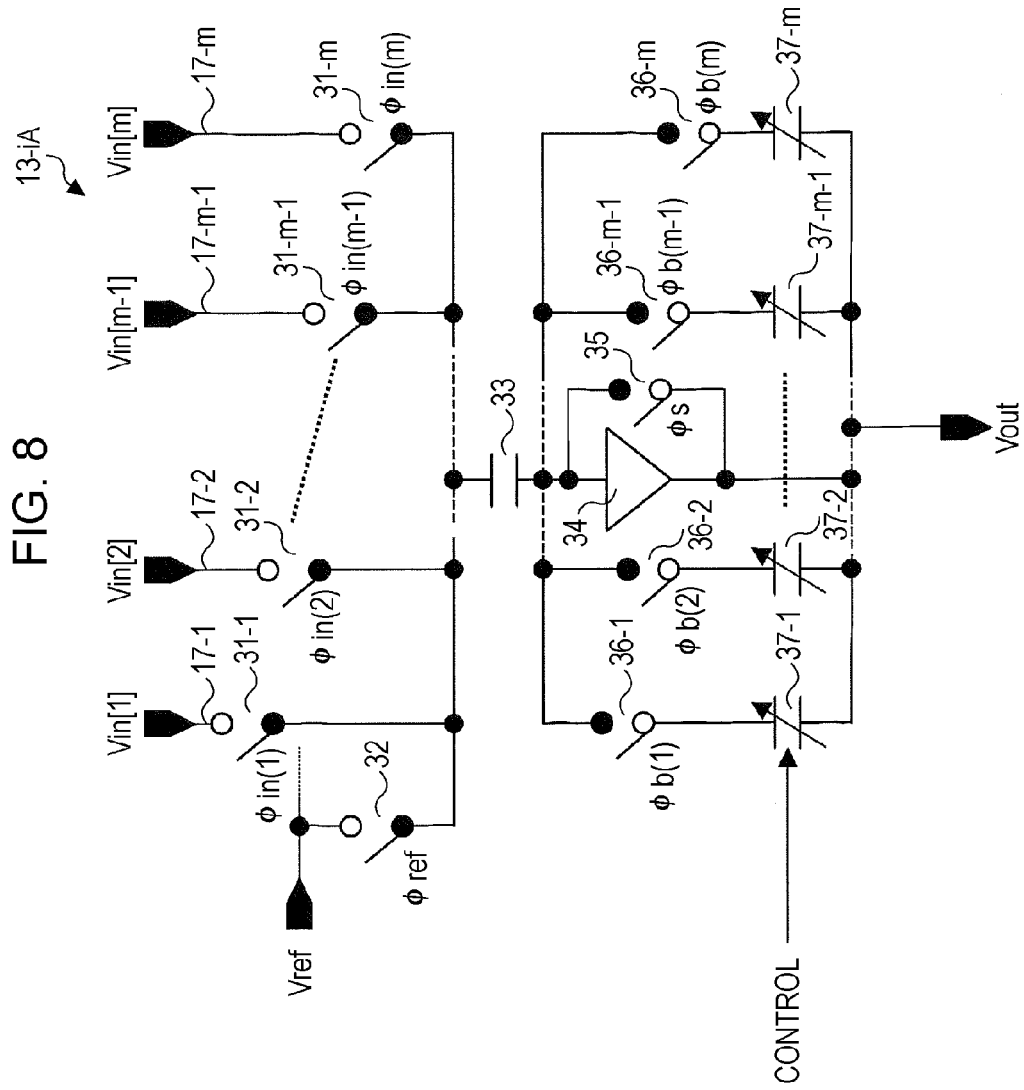 FIG. 8
13-iA
Vin[1]
Vin[2]
Vin[m-1]
Vin[m]
17-1
17-2
17-m-1
17-m
31-1
31-2
31-m-1
31-m
ϕ in(1)
ϕ in(2)
ϕ in(m-1)
ϕ in(m)
Vref
32
ϕ ref
33
34
35
ϕ s
36-1
36-2
36-m-1
36-m
ϕ b(1)
ϕ b(2)
ϕ b(m-1)
ϕ b(m)
37-1
37-2
37-m-1
37-m
CONTROL
Vout